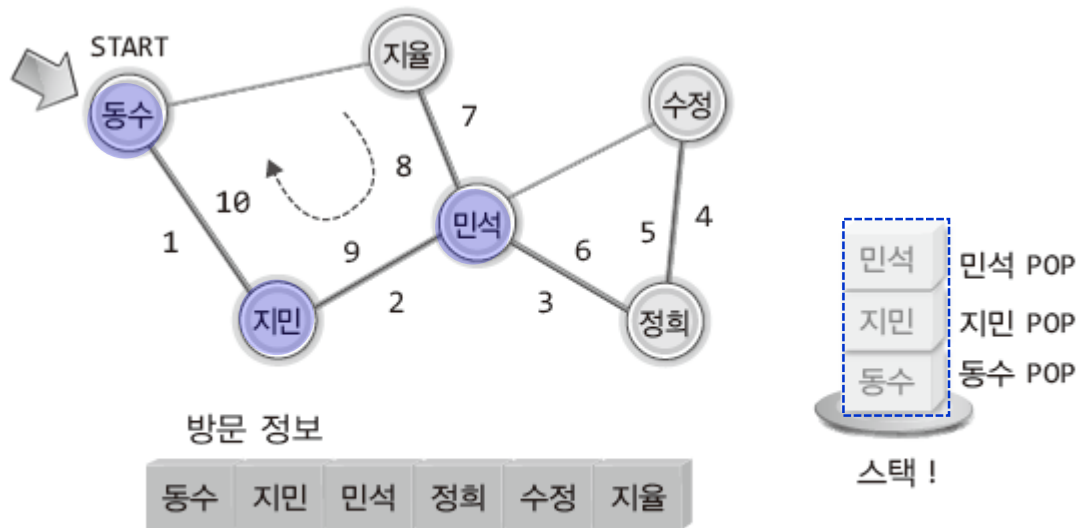 START
동수
지율
수정
7
8
10
1
민석
9
2
6
5
4
3
지민
정희
민석
민석 POP
지민
지민 POP
동수
동수 POP
방문 정보
동수 지민 민석 정희 수정 지율
스택 !